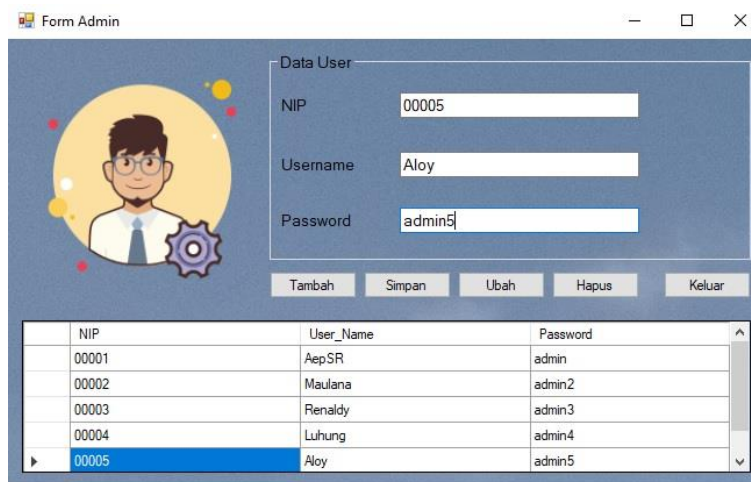 Form Admin
Data User
NIP 00005
Username Aloy
Password admin5
Tambah Simpan Ubah Hapus Keluar
NIP User_Name Password
00001 AepSR admin
00002 Maulana admin2
00003 Renaldy admin3
00004 Luhung admin4
00005 Aloy admin5